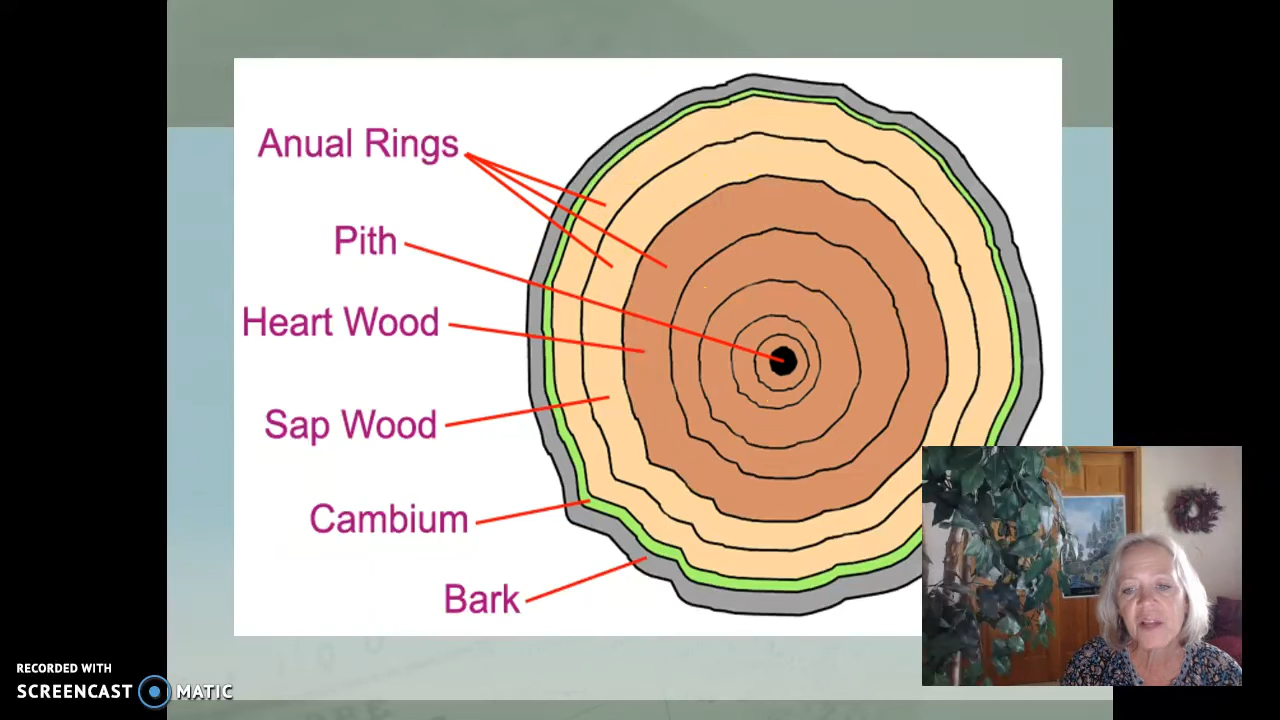 Anual Rings
Pith
Heart Wood
Sap Wood
Cambium
Bark
RECORDED WITH
SCREENCAST MATIC